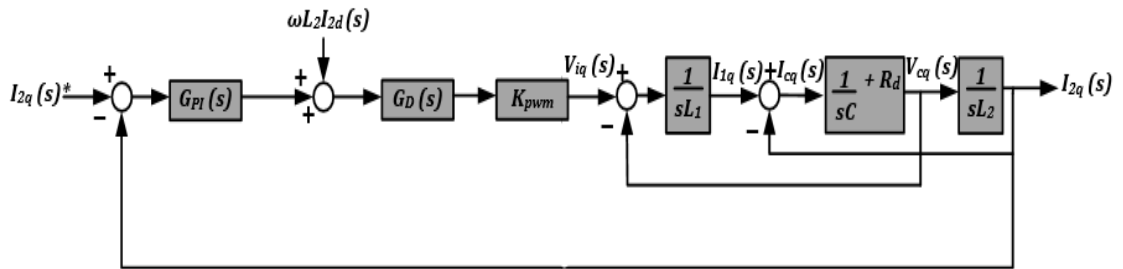 ωL₂I₂d(s)
+ + Viq(s) + I1q(s) + Icq(s) Vcq(s)
I2q(s)* GPI(s) GD(s) Kpwm 1/sL₁ 1/sC + Rd 1/sL₂ I2q(s)
− + − −